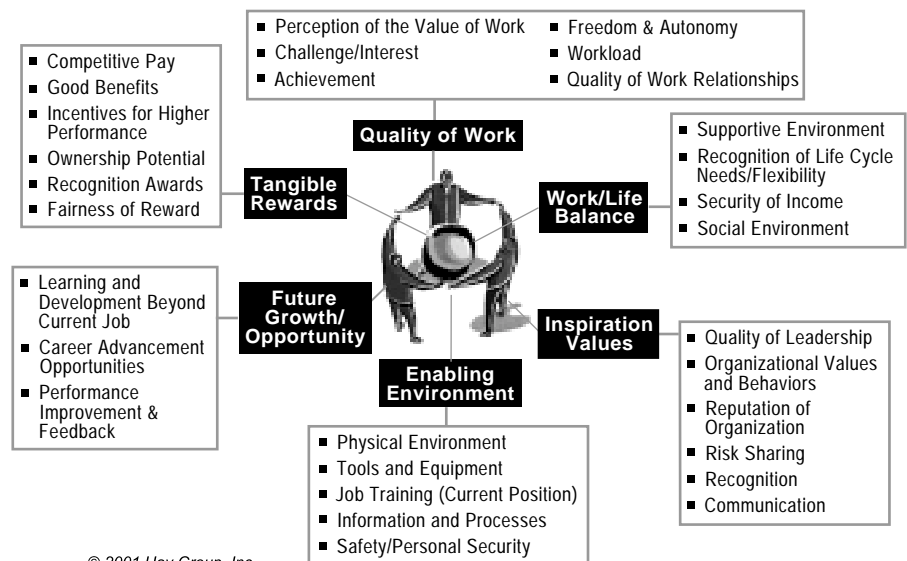 ■ Perception of the Value of Work
■ Challenge/Interest
■ Achievement
■ Freedom & Autonomy
■ Workload
■ Quality of Work Relationships
Quality of Work
■ Competitive Pay
■ Good Benefits
■ Incentives for Higher
Performance
■ Ownership Potential
■ Recognition Awards
■ Fairness of Reward
Tangible
Rewards
Work/Life
Balance
■ Supportive Environment
■ Recognition of Life Cycle
Needs/Flexibility
■ Security of Income
■ Social Environment
■ Learning and
Development Beyond
Current Job
■ Career Advancement
Opportunities
■ Performance
Improvement &
Feedback
Future
Growth/
Opportunity
Inspiration
Values
■ Quality of Leadership
■ Organizational Values
and Behaviors
■ Reputation of
Organization
■ Risk Sharing
■ Recognition
■ Communication
Enabling
Environment
■ Physical Environment
■ Tools and Equipment
■ Job Training (Current Position)
■ Information and Processes
■ Safety/Personal Security
© 2001 Hay Group, Inc